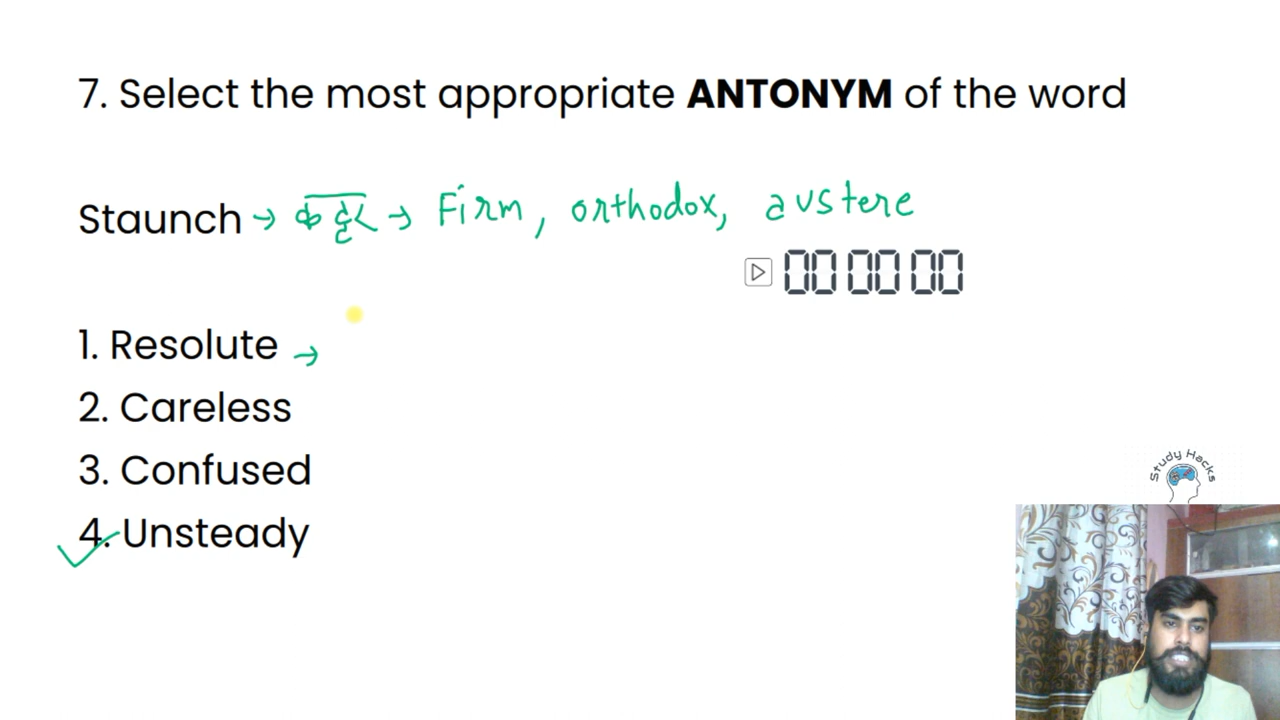 7. Select the most appropriate ANTONYM of the word
Staunch → कट्टर → Firm, orthodox, austere
00 00 00
1. Resolute →
2. Careless
3. Confused
4. Unsteady
Study Hacks